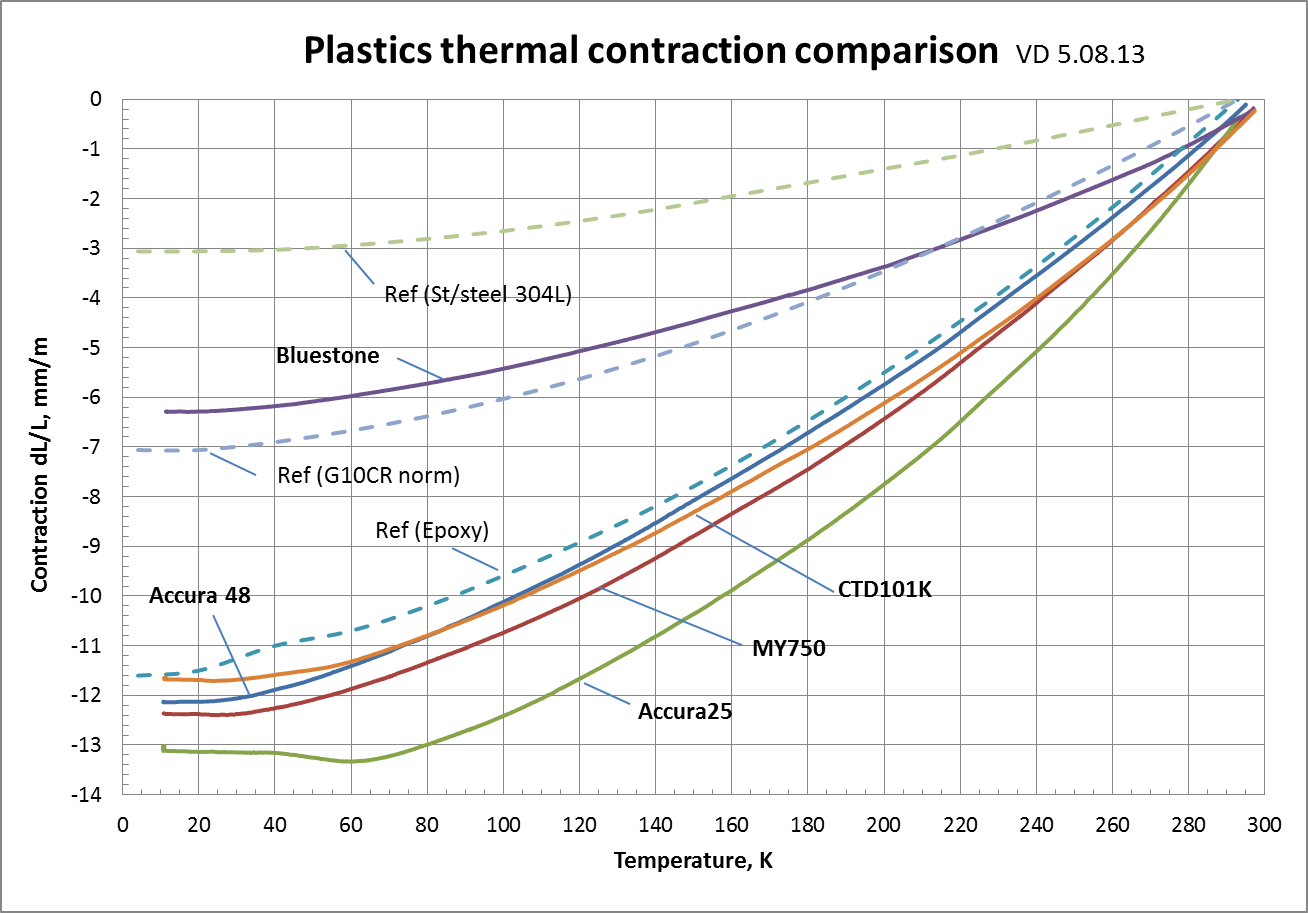 Plastics thermal contraction comparison VD 5.08.13
0
-1
-2
-3
-4
-5
-6
-7
-8
-9
-10
-11
-12
-13
-14
Contraction dL/L, mm/m
Ref (St/steel 304L)
Bluestone
Ref (G10CR norm)
Ref (Epoxy)
Accura 48
CTD101K
MY750
Accura25
0 20 40 60 80 100 120 140 160 180 200 220 240 260 280 300
Temperature, K